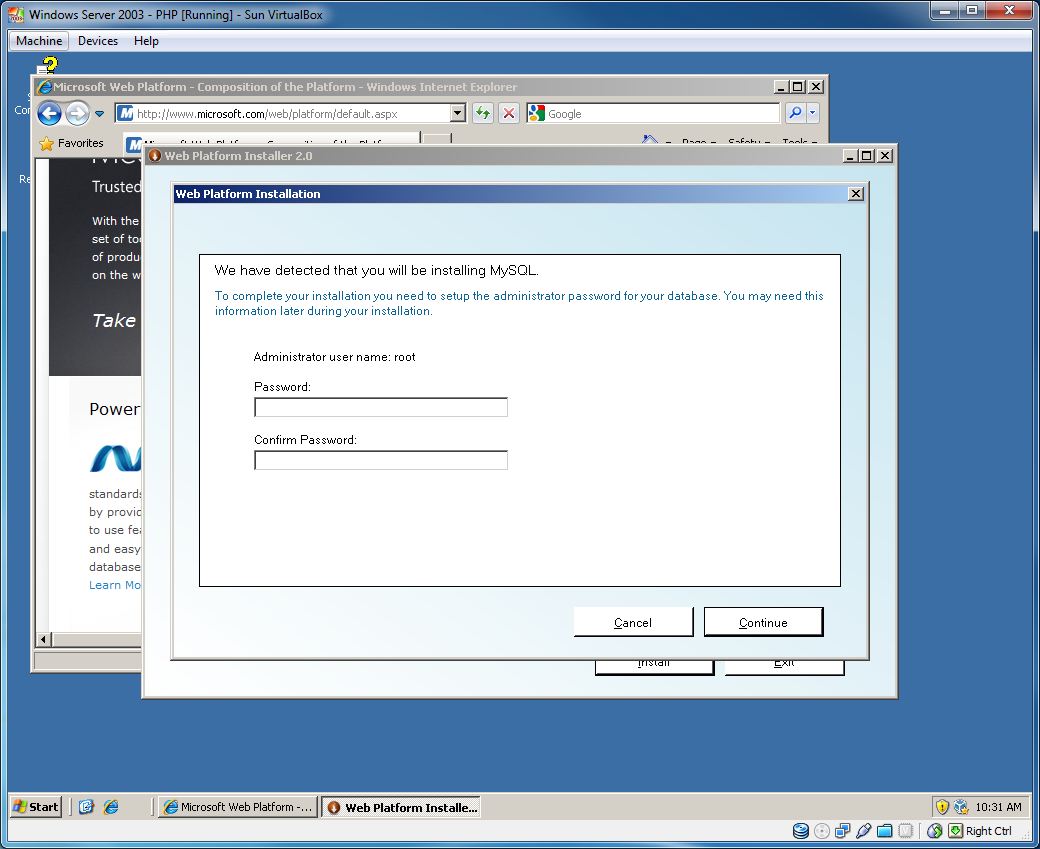 Windows Server 2003 - PHP [Running] - Sun VirtualBox
Machine Devices Help
Microsoft Web Platform - Composition of the Platform - Windows Internet Explorer
http://www.microsoft.com/web/platform/default.aspx
Google
Favorites
Page Safety Tools
Web Platform Installer 2.0
Trusted
With the
set of
of
on the
Take
Web Platform Installation
We have detected that you will be installing MySQL.
To complete your installation you need to setup the administrator password for your database. You may need this
information later during your installation.
Administrator user name: root
Password:
Confirm Password:
Power
standards
by
to use
and easy
database
Learn
Cancel Continue
Install Exit
Start
Microsoft Web Platform -...
Web Platform Installe...
10:31 AM
Right Ctrl